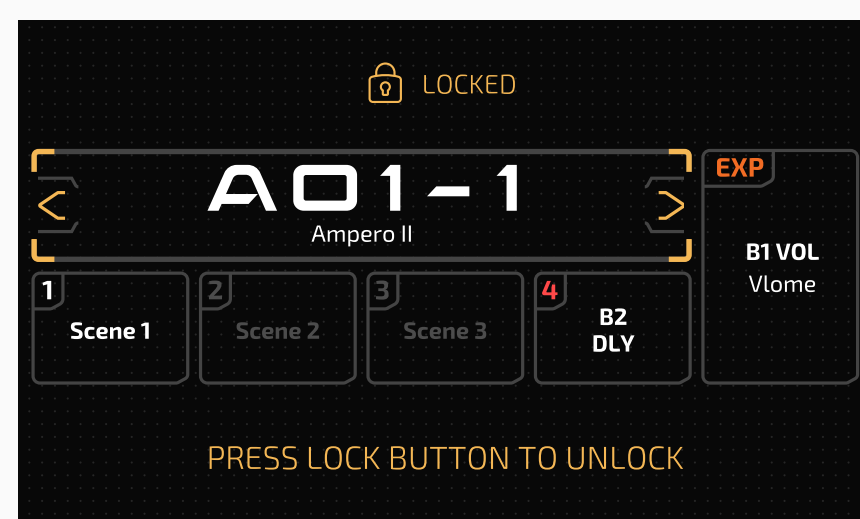 LOCKED
A01-1
Ampero II
EXP
B1 VOL
Vlome
1
Scene 1
2
Scene 2
3
Scene 3
4
B2
DLY
PRESS LOCK BUTTON TO UNLOCK